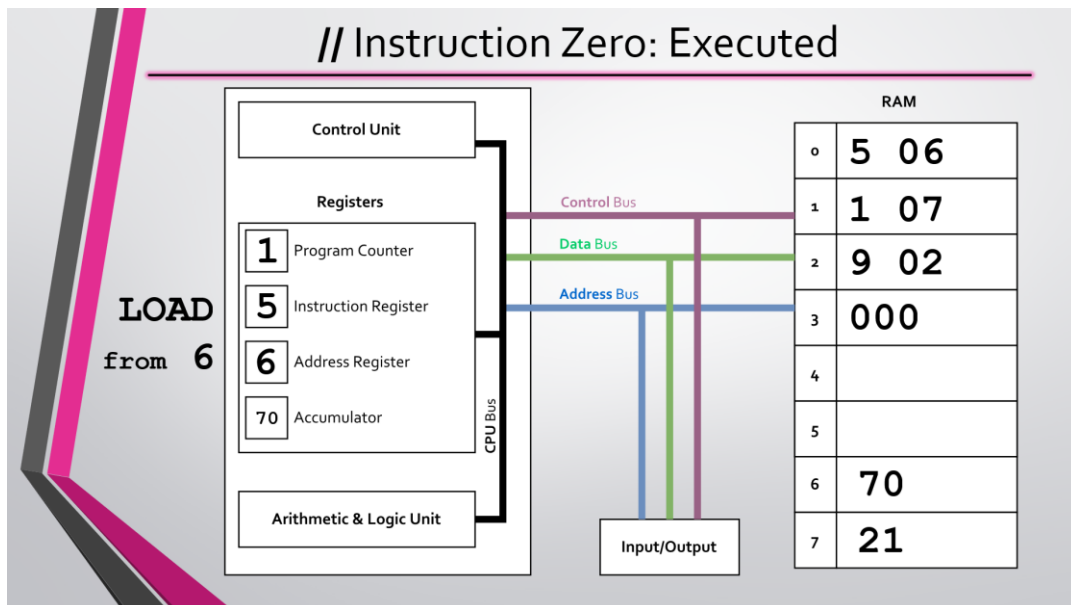 // Instruction Zero: Executed
RAM
Control Unit
Registers
1 Program Counter
5 Instruction Register
6 Address Register
70 Accumulator
CPU Bus
Arithmetic & Logic Unit
LOAD
from 6
Control Bus
Data Bus
Address Bus
Input/Output
0 5 06
1 1 07
2 9 02
3 000
4
5
6 70
7 21